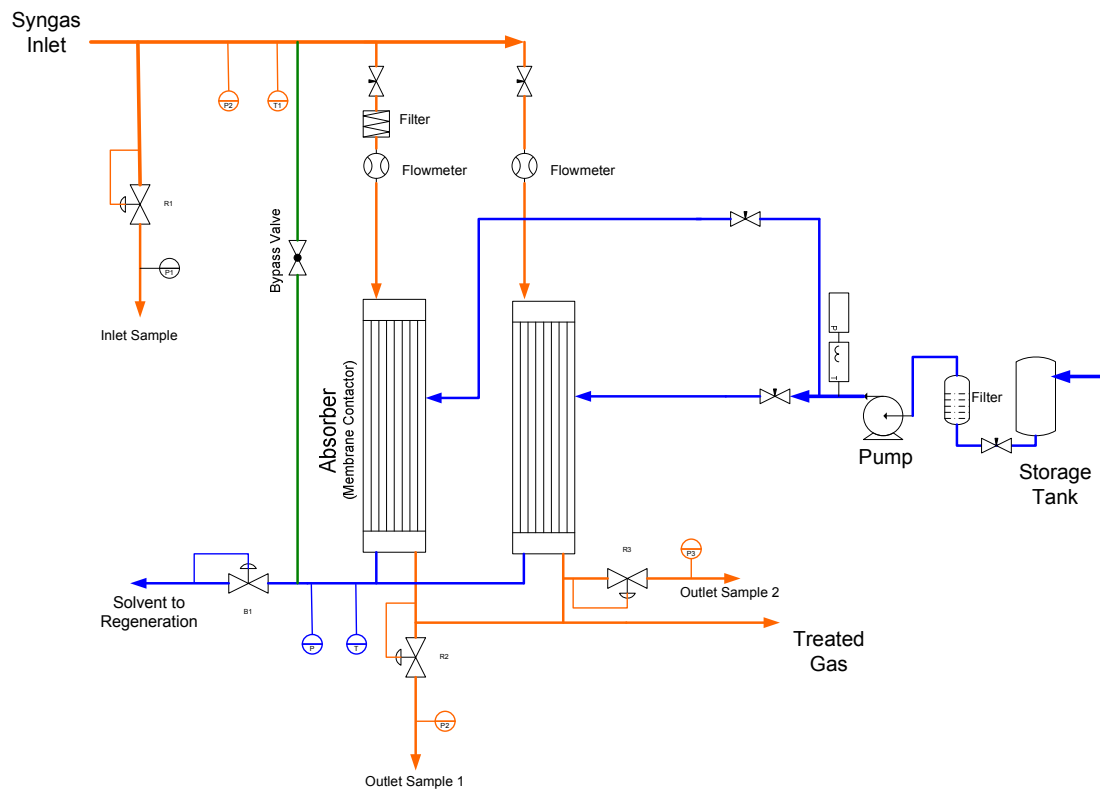 Syngas
Inlet
P2
T1
Filter
Flowmeter
Flowmeter
R1
P1
Inlet Sample
Bypass Valve
Absorber
(Membrane Contactor)
P
T
Filter
Pump
Storage
Tank
B1
Solvent to
Regeneration
P
T
R3
P3
Outlet Sample 2
R2
Treated
Gas
P2
Outlet Sample 1